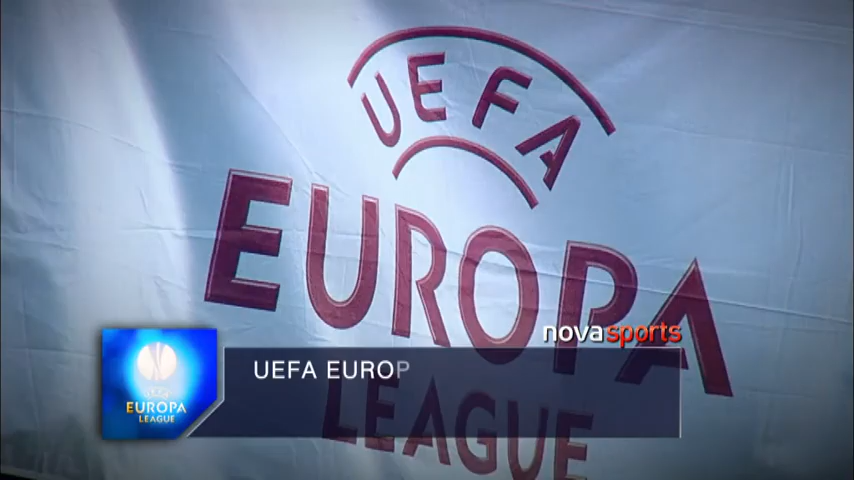 UEFA
EUROPA
LEAGUE
novasports
UEFA EUROP
UEFA
EUROPA
LEAGUE